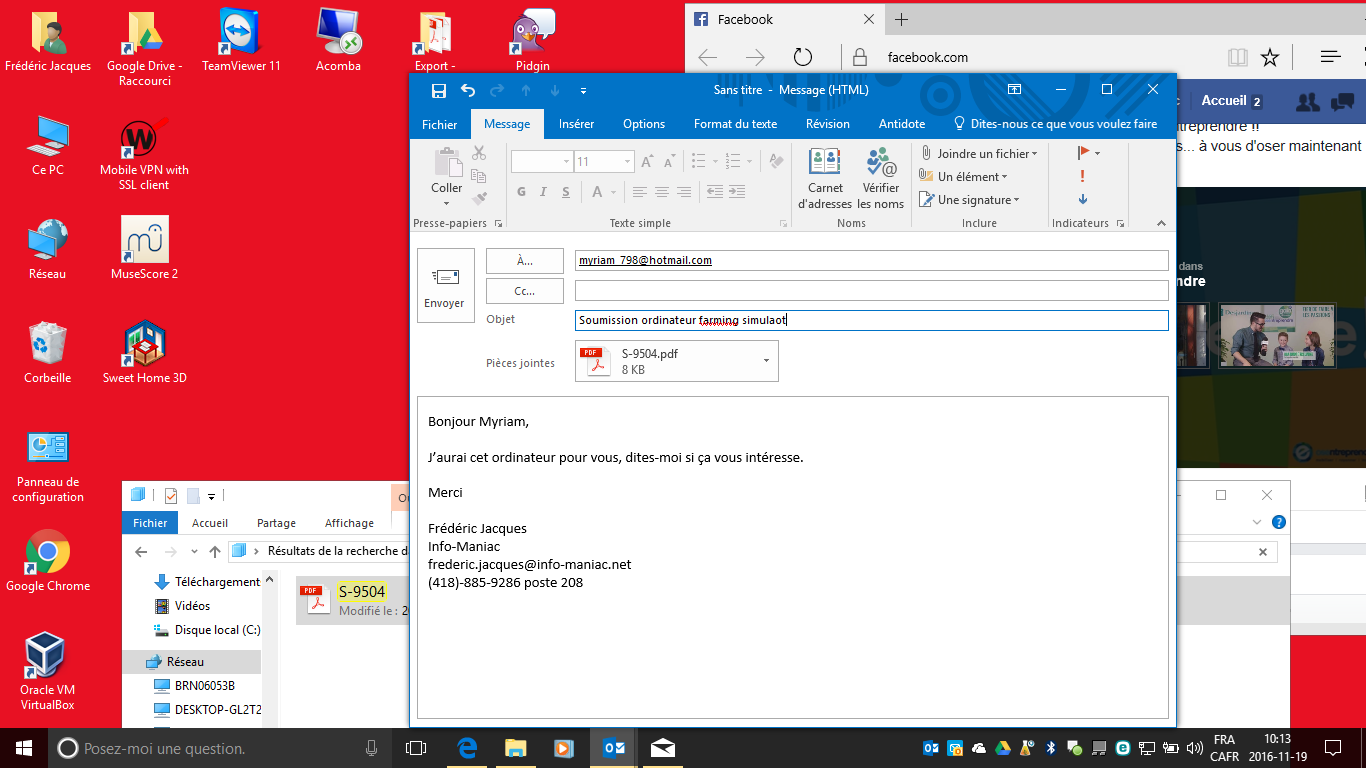 Frédéric Jacques
Google Drive -
Raccourci
TeamViewer 11
Acomba
Export -
Pidgin
Ce PC
Mobile VPN with
SSL client
Réseau
MuseScore 2
Corbeille
Sweet Home 3D
Panneau de
configuration
Google Chrome
Oracle VM
VirtualBox
Facebook
facebook.com
Accueil 2
ntreprendre !!
s... à vous d'oser maintenant
dans
ndre
Sans titre - Message (HTML)
Fichier
Message
Insérer
Options
Format du texte
Révision
Antidote
Dites-nous ce que vous voulez faire
Coller
11
G I S
A
Carnet
d'adresses
Vérifier
les noms
Joindre un fichier
Un élément
Une signature
Presse-papiers
Texte simple
Noms
Inclure
Indicateurs
Envoyer
À...
myriam_798@hotmail.com
Cc...
Objet
Soumission ordinateur farming simulaot
Pièces jointes
PDF
S-9504.pdf
8 KB
Bonjour Myriam,
J'aurai cet ordinateur pour vous, dites-moi si ça vous intéresse.
Merci
Frédéric Jacques
Info-Maniac
frederic.jacques@info-maniac.net
(418)-885-9286 poste 208
Fichier
Accueil
Partage
Affichage
Résultats de la recherche da
Téléchargement
Vidéos
Disque local (C:)
Réseau
BRN06053B
DESKTOP-GL2T2
PDF
S-9504
Modifié le : 2
Posez-moi une question.
FRA
CAFR
10:13
2016-11-19